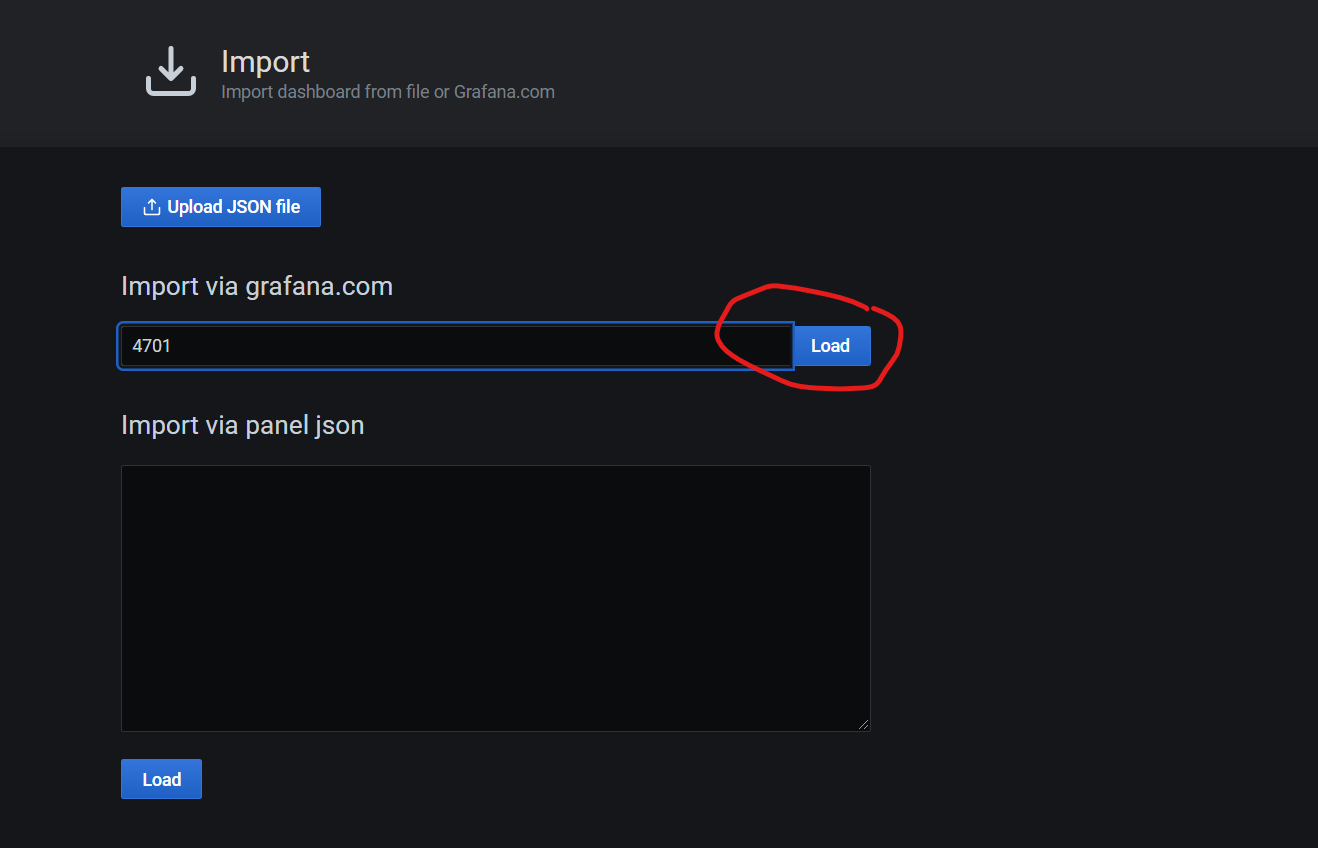 Import
Import dashboard from file or Grafana.com
Upload JSON file
Import via grafana.com
4701
Load
Import via panel json
Load